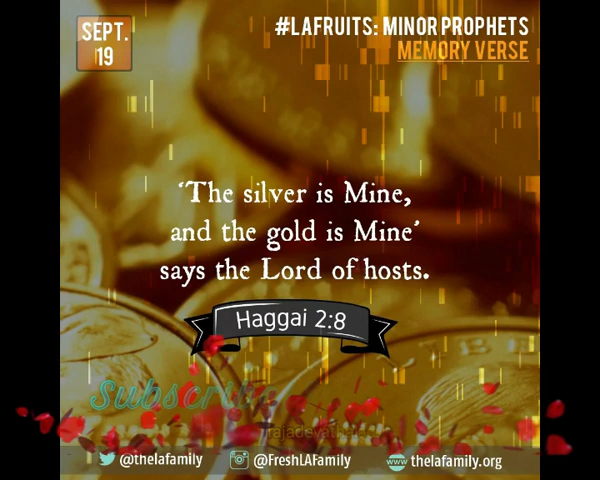 SEPT.
19
#LAFRUITS: MINOR PROPHETS
MEMORY VERSE
‘The silver is Mine,
and the gold is Mine’
says the Lord of hosts.
Haggai 2:8
Subscribe
@thelafamily
@FreshLAFamily
thelafamily.org